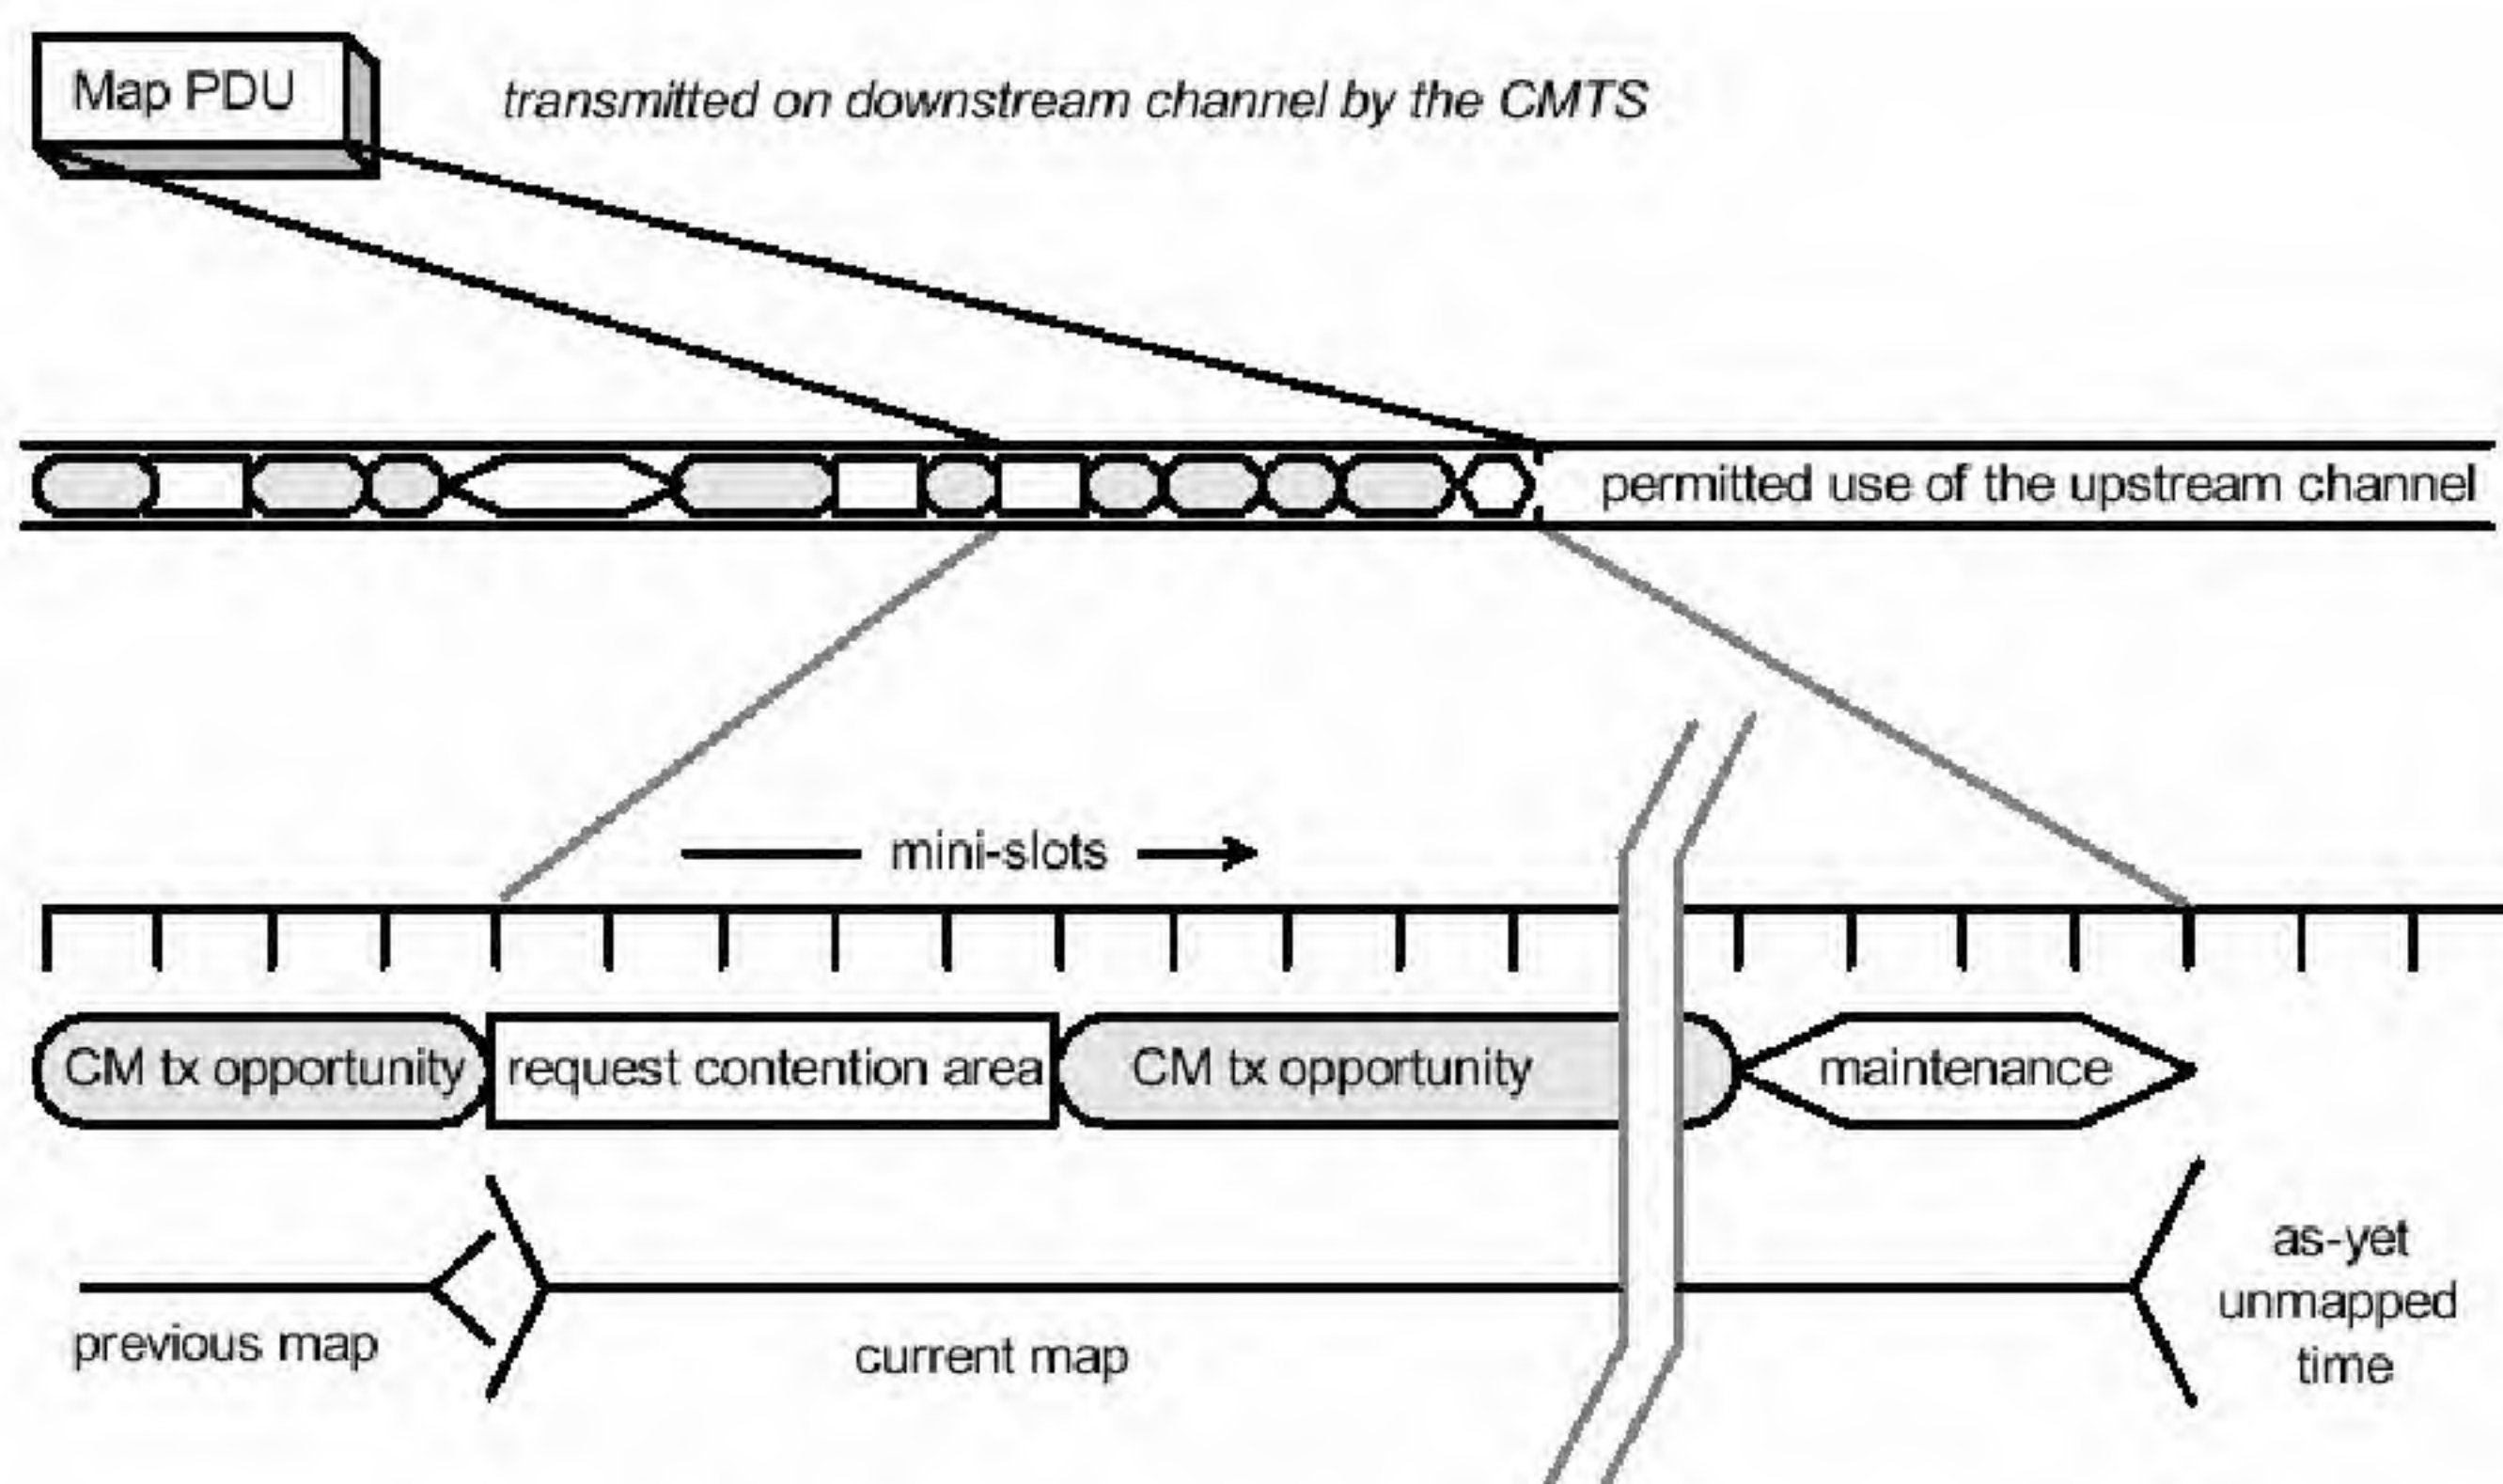 Map PDU
transmitted on downstream channel by the CMTS
permitted use of the upstream channel
mini-slots
CM tx opportunity
request contention area
CM tx opportunity
maintenance
previous map
current map
as-yet
unmapped
time